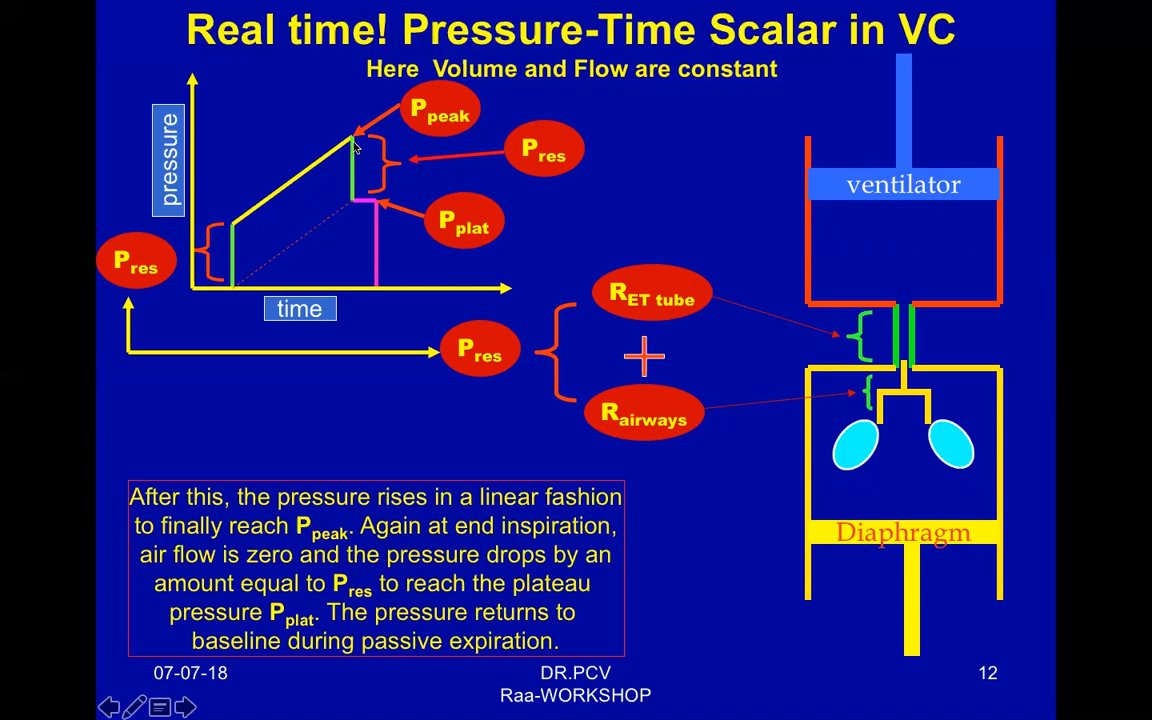 Real time! Pressure-Time Scalar in VC
Here Volume and Flow are constant
pressure
Ppeak
Pres
Pplat
Pres
time
Pres
RET tube
+
Rairways
ventilator
Diaphragm
After this, the pressure rises in a linear fashion
to finally reach Ppeak. Again at end inspiration,
air flow is zero and the pressure drops by an
amount equal to Pres to reach the plateau
pressure Pplat. The pressure returns to
baseline during passive expiration.
07-07-18
DR.PCV
Raa-WORKSHOP
12